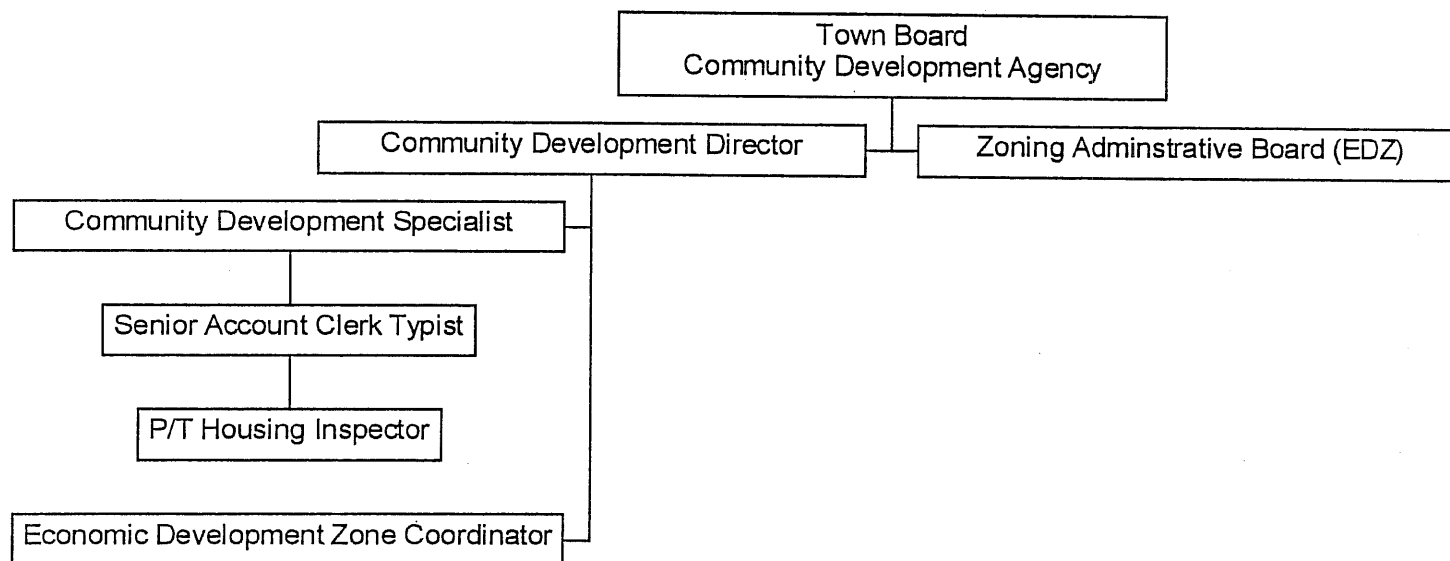 Town Board
Community Development Agency
Community Development Director
Zoning Adminstrative Board (EDZ)
Community Development Specialist
Senior Account Clerk Typist
P/T Housing Inspector
Economic Development Zone Coordinator